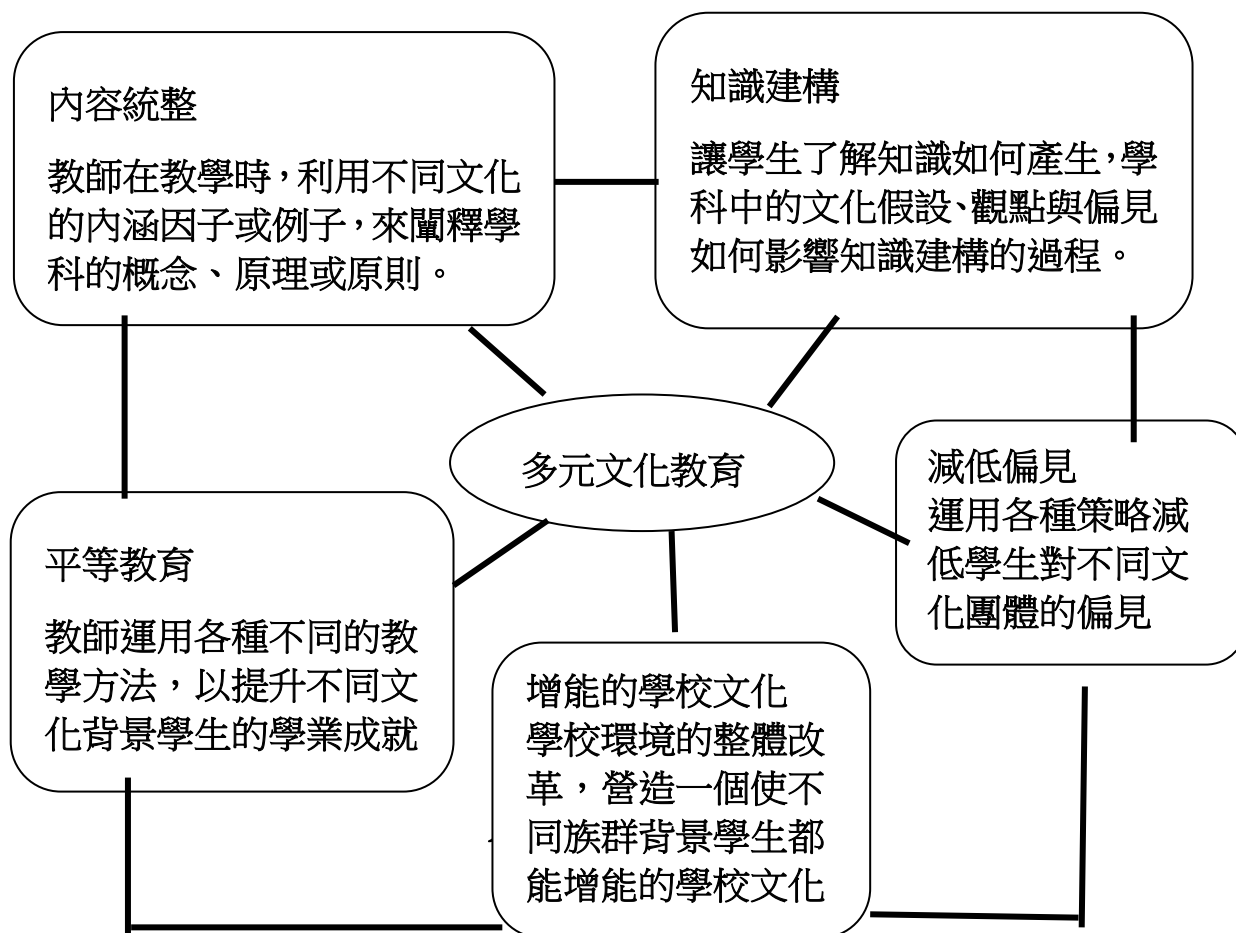 內容統整
教師在教學時，利用不同文化
的內涵因子或例子，來闡釋學
科的概念、原理或原則。
知識建構
讓學生了解知識如何產生，學
科中的文化假設、觀點與偏見
如何影響知識建構的過程。
多元文化教育
減低偏見
運用各種策略減
低學生對不同文
化團體的偏見
平等教育
教師運用各種不同的教
學方法，以提升不同文
化背景學生的學業成就
增能的學校文化
學校環境的整體改
革，營造一個使不
同族群背景學生都
能增能的學校文化